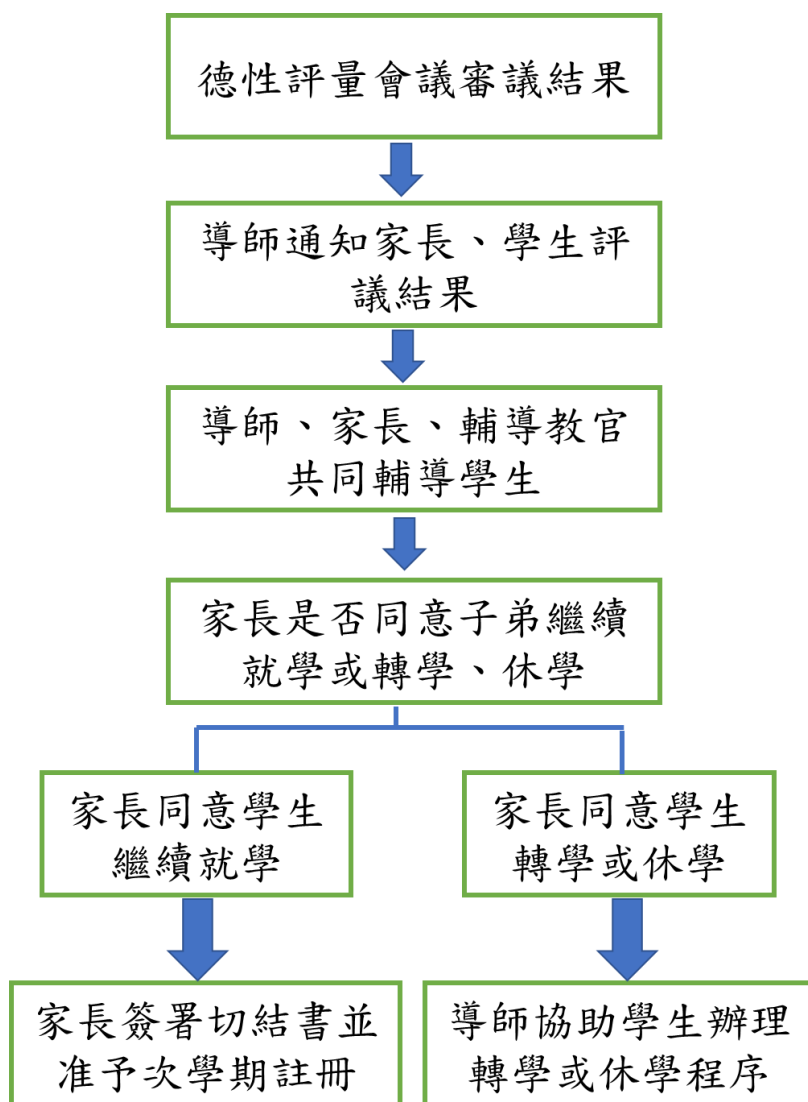 德性評量會議審議結果
導師通知家長、學生評
議結果
導師、家長、輔導教官
共同輔導學生
家長是否同意子弟繼續
就學或轉學、休學
家長同意學生
繼續就學
家長同意學生
轉學或休學
家長簽署切結書並
准予次學期註冊
導師協助學生辦理
轉學或休學程序